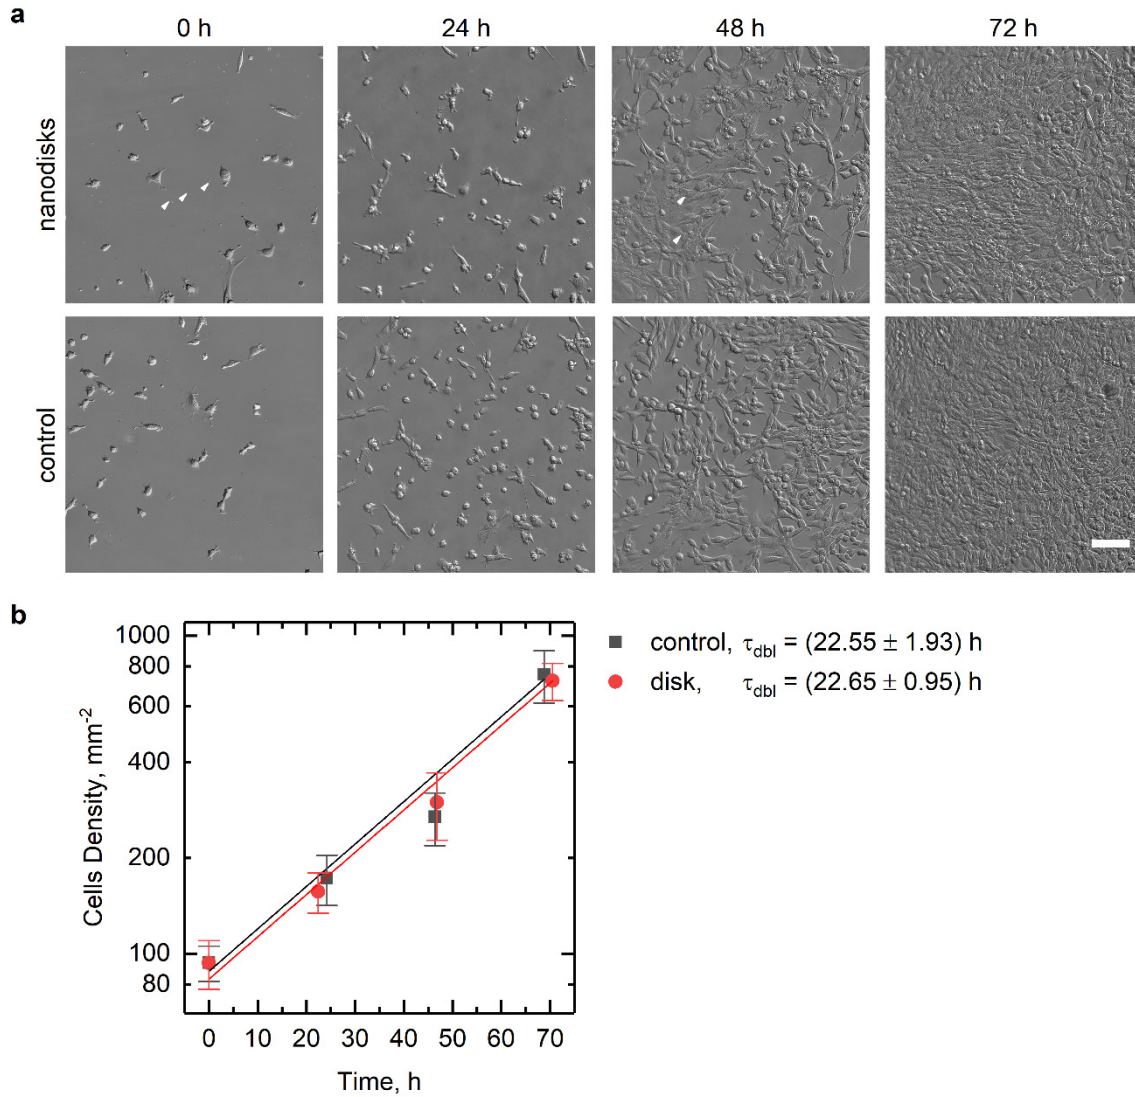 a
0 h 24 h 48 h 72 h
nanodisks
control
b
1000
800
600
400
200
100
80
Cells Density, mm⁻²
0 10 20 30 40 50 60 70
Time, h
control, τdbl = (22.55 ± 1.93) h
disk, τdbl = (22.65 ± 0.95) h